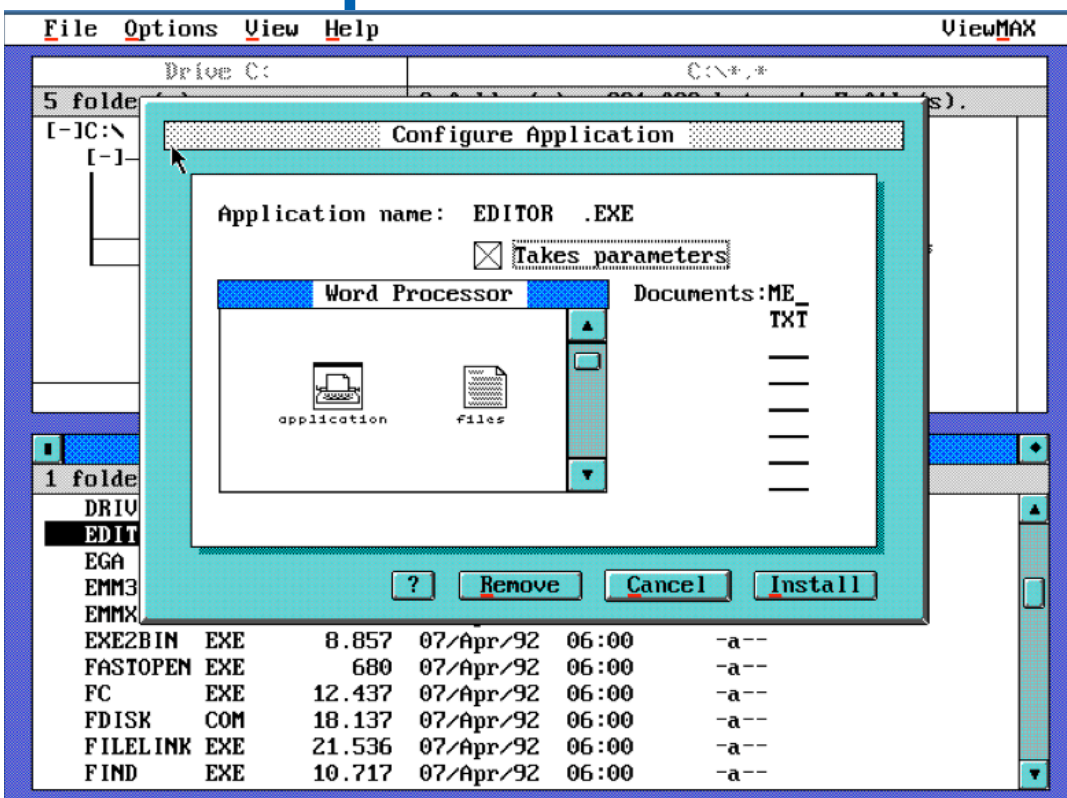 File Options View Help ViewMAX
Drive C: C:\*.*
5 folde s).
[-]C:\
[-]
Configure Application
Application name: EDITOR .EXE
Takes parameters
Word Processor Documents:ME_
TXT
application files
1 folde
DRIV
EDIT
EGA
EMM3
EMMX
? Remove Cancel Install
EXE2BIN EXE 8.857 07/Apr/92 06:00 -a--
FASTOPEN EXE 680 07/Apr/92 06:00 -a--
FC EXE 12.437 07/Apr/92 06:00 -a--
FDISK COM 18.137 07/Apr/92 06:00 -a--
FILELINK EXE 21.536 07/Apr/92 06:00 -a--
FIND EXE 10.717 07/Apr/92 06:00 -a--